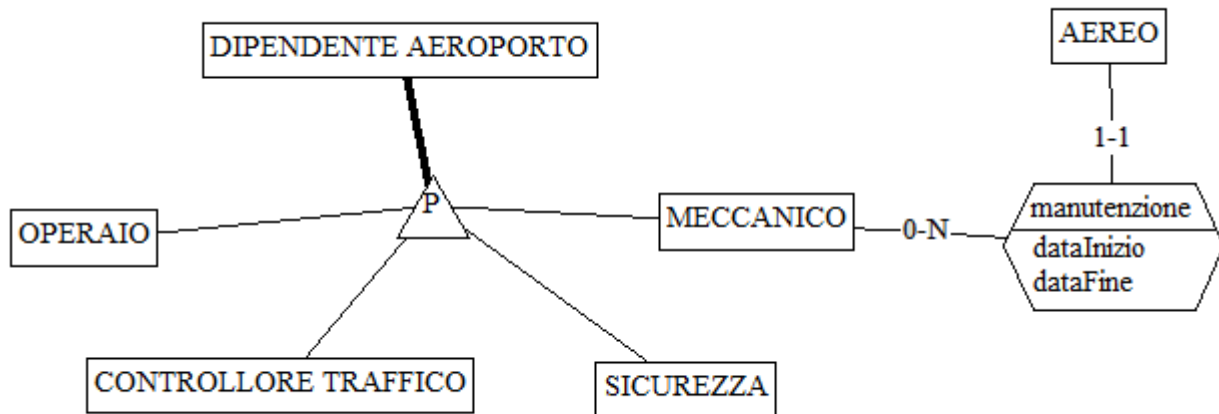 DIPENDENTE AEROPORTO
AEREO
1-1
P
OPERAIO
MECCANICO
0-N
manutenzione
dataInizio
dataFine
CONTROLLORE TRAFFICO
SICUREZZA